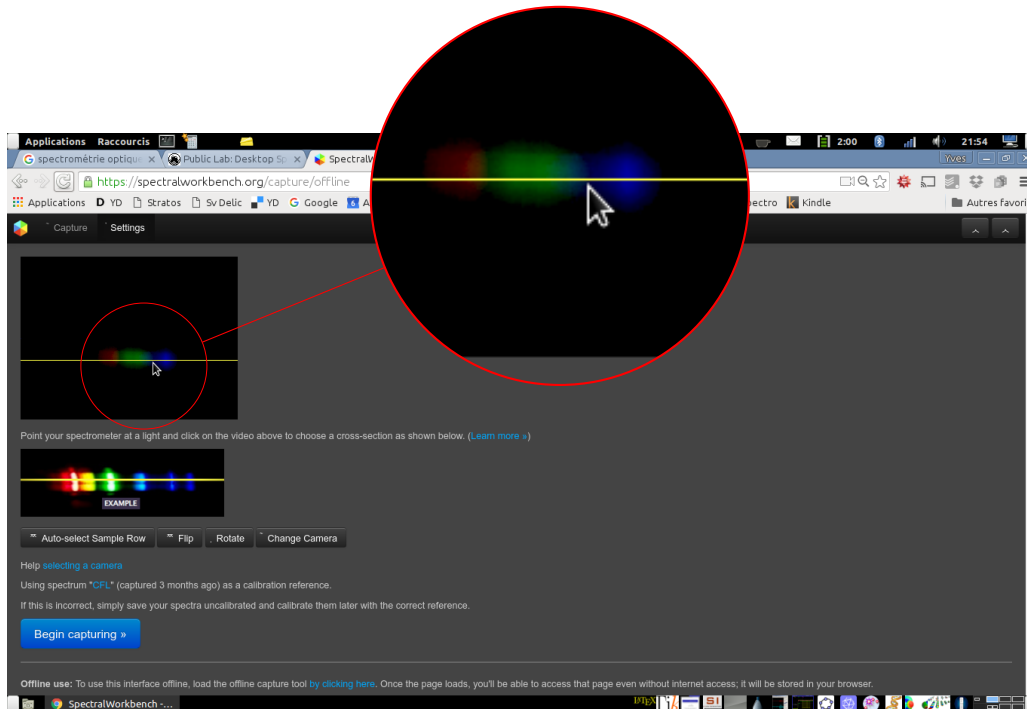 Applications Raccourcis 2:00 21:54
spectrométrie optique Public Lab: Desktop Sp Yves
https://spectralworkbench.org/capture/offline
Applications D YD Stratos Sv Delic YD G Google Kindle Autres favori
Capture Settings
Point your spectrometer at a light and click on the video above to choose a cross-section as shown below. (Learn more »)
EXAMPLE
Auto-select Sample Row Flip Rotate Change Camera
Help selecting a camera
Using spectrum "CFL" (captured 3 months ago) as a calibration reference.
If this is incorrect, simply save your spectra uncalibrated and calibrate them later with the correct reference.
Begin capturing »
Offline use: To use this interface offline, load the offline capture tool by clicking here. Once the page loads, you'll be able to access that page even without internet access; it will be stored in your browser.
SpectralWorkbench -...